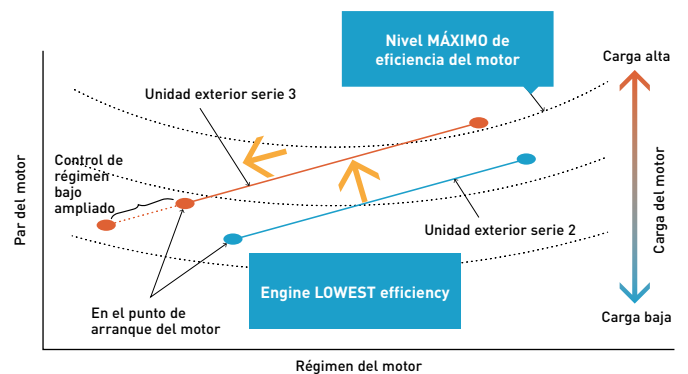 Nivel MÁXIMO de
eficiencia del motor
Carga alta
Unidad exterior serie 3
Control de
régimen
bajo
ampliado
Par del motor
Carga del motor
Unidad exterior serie 2
Engine LOWEST efficiency
En el punto de
arranque del motor
Carga baja
Régimen del motor